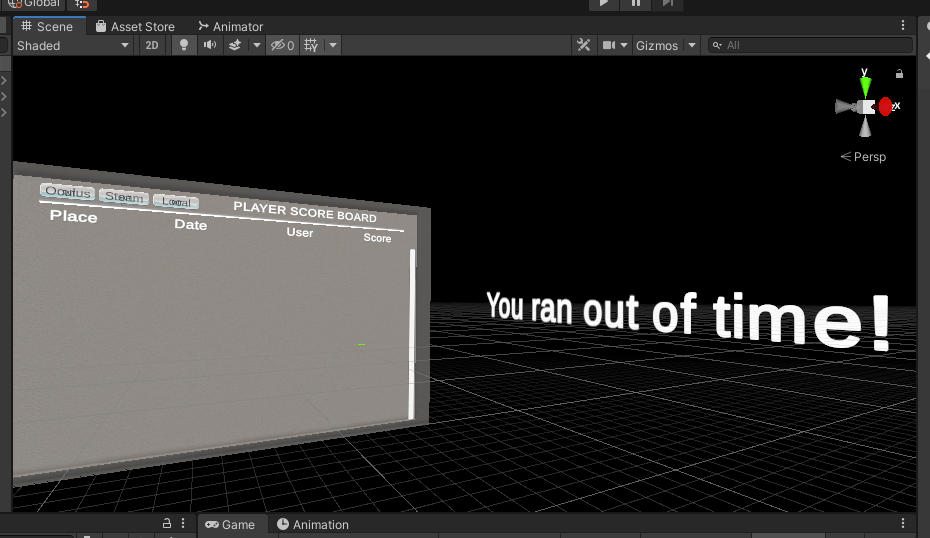 Global
Scene
Asset Store
Animator
Shaded
2D
0
Gizmos
All
y
x
Persp
Oculus
Steam
Local
PLAYER SCORE BOARD
Place
Date
User
Score
You ran out of time!
Game
Animation